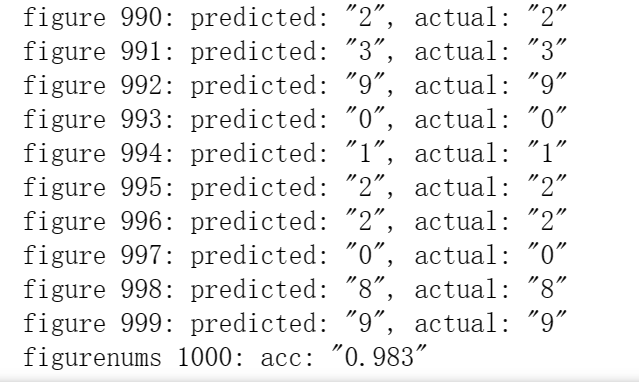 figure 990: predicted: "2", actual: "2"
figure 991: predicted: "3", actual: "3"
figure 992: predicted: "9", actual: "9"
figure 993: predicted: "0", actual: "0"
figure 994: predicted: "1", actual: "1"
figure 995: predicted: "2", actual: "2"
figure 996: predicted: "2", actual: "2"
figure 997: predicted: "0", actual: "0"
figure 998: predicted: "8", actual: "8"
figure 999: predicted: "9", actual: "9"
figurenums 1000: acc: "0.983"